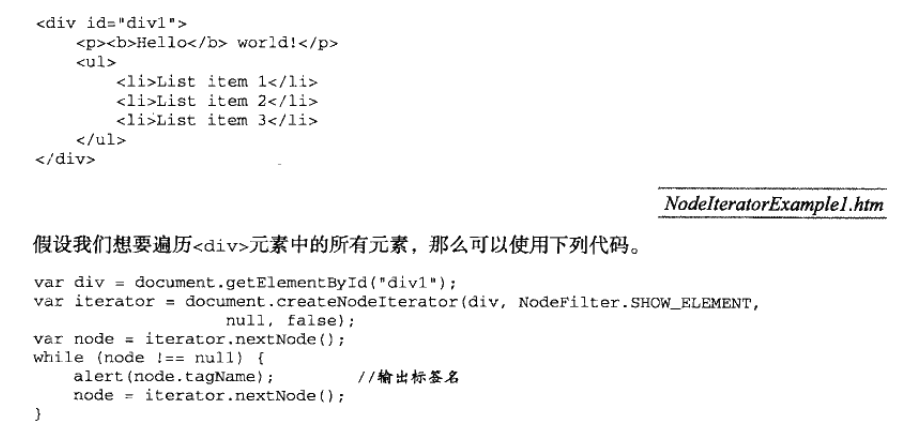 <div id="div1">
    <p><b>Hello</b> world!</p>
    <ul>
        <li>List item 1</li>
        <li>List item 2</li>
        <li>List item 3</li>
    </ul>
</div>
NodeIteratorExample1.htm
假设我们想要遍历<div>元素中的所有元素，那么可以使用下列代码。
var div = document.getElementById("div1");
var iterator = document.createNodeIterator(div, NodeFilter.SHOW_ELEMENT,
                   null, false);
var node = iterator.nextNode();
while (node !== null) {
    alert(node.tagName);        //输出标签名
    node = iterator.nextNode();
}